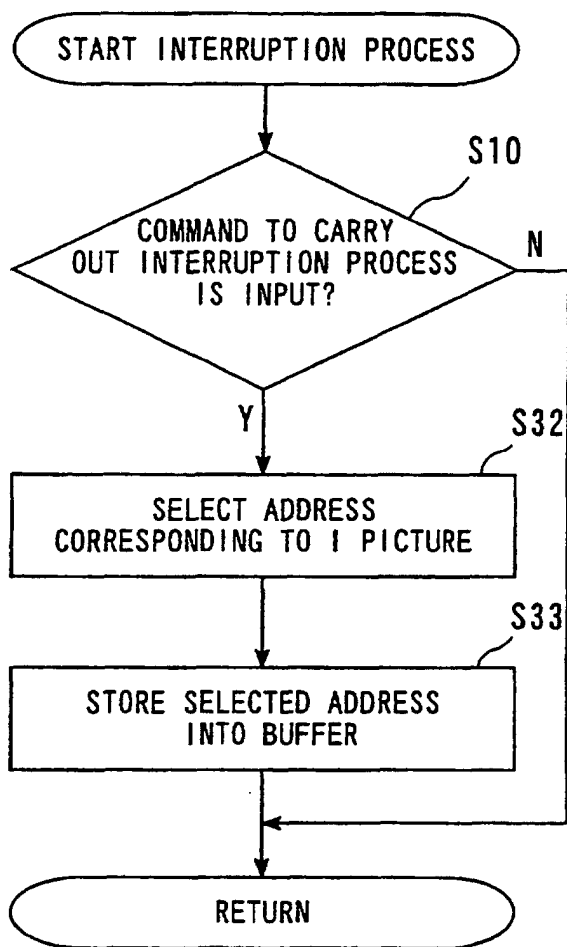 START INTERRUPTION PROCESS
S10
COMMAND TO CARRY
OUT INTERRUPTION PROCESS
IS INPUT?
N
Y
S32
SELECT ADDRESS
CORRESPONDING TO I PICTURE
S33
STORE SELECTED ADDRESS
INTO BUFFER
RETURN